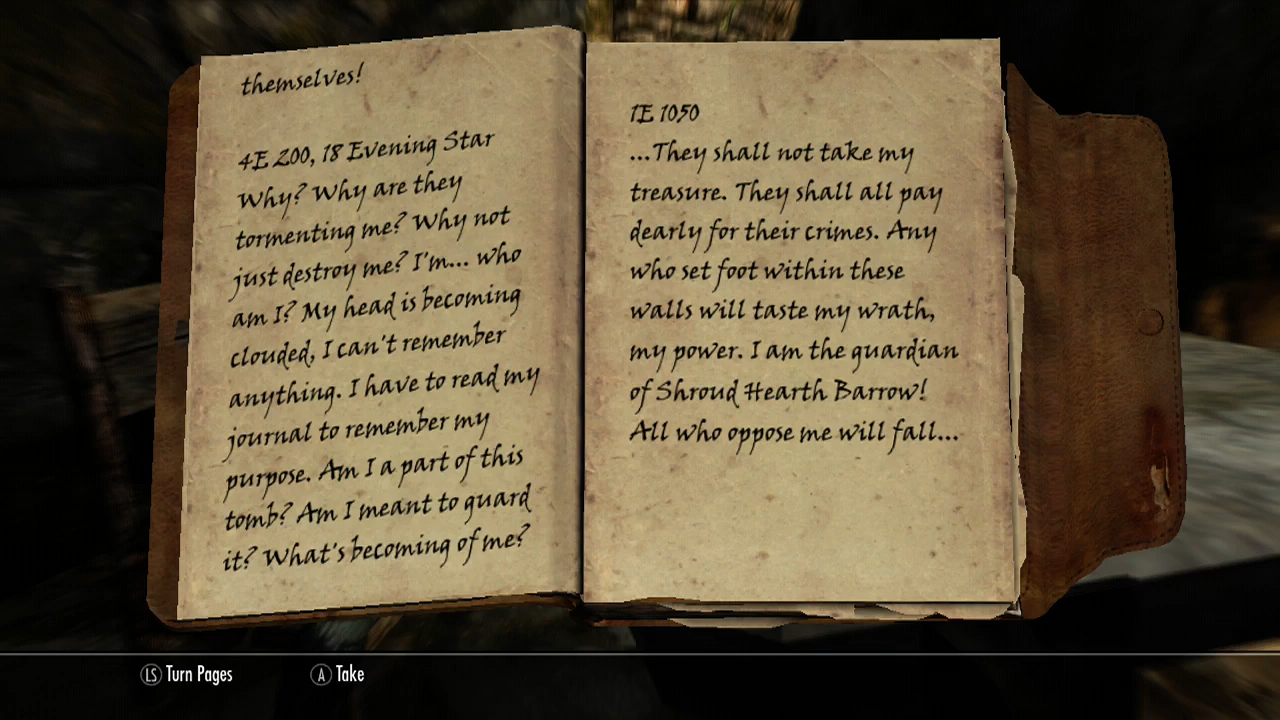 themselves!
4E 200, 18 Evening Star
Why? Why are they
tormenting me? Why not
just destroy me? I'm... who
am I? My head is becoming
clouded, I can't remember
anything. I have to read my
journal to remember my
purpose. Am I a part of this
tomb? Am I meant to guard
it? What's becoming of me?
1E 1050
...They shall not take my
treasure. They shall all pay
dearly for their crimes. Any
who set foot within these
walls will taste my wrath,
my power. I am the guardian
of Shroud Hearth Barrow!
All who oppose me will fall...
LS Turn Pages
A Take